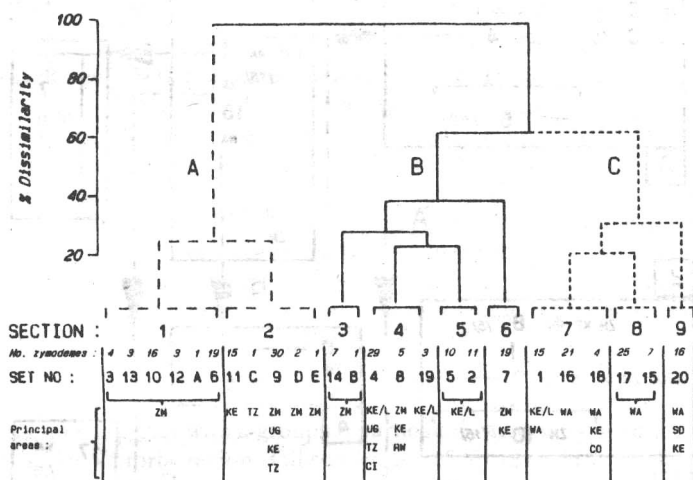 100
80
60
40
20
% Dissimilarity
A B C
SECTION : 1 2 3 4 5 6 7 8 9
No. zymodemes : 4 3 16 3 1 19 15 1 30 2 1 7 1 29 5 3 10 11 19 15 21 4 25 7 16
SET NO : 3 13 10 12 A 6 11 C 9 D E 14 B 4 8 19 5 2 7 1 16 18 17 15 20
Principal areas :
ZM KE TZ ZM ZM ZM ZM KE/L ZM KE/L KE/L ZM KE/L WA WA WA WA
UG UG KE KE WA KE SD
KE TZ RW CO KE
TZ CI